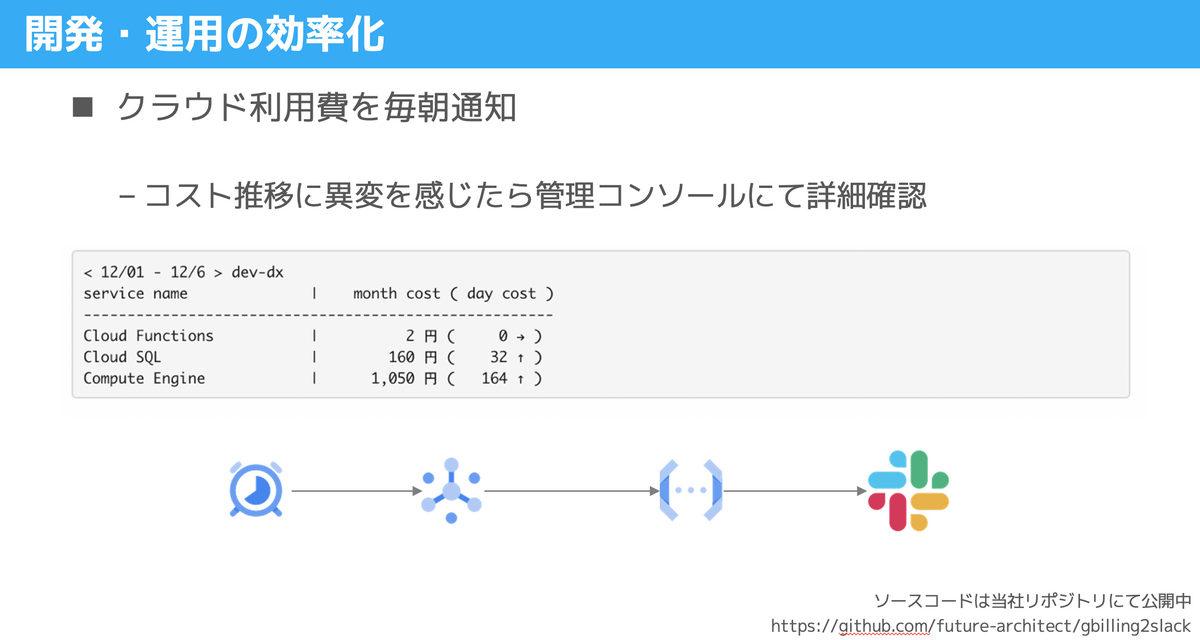 開発・運用の効率化
■ クラウド利用費を毎朝通知
– コスト推移に異変を感じたら管理コンソールにて詳細確認
< 12/01 - 12/6 > dev-dx
service name | month cost ( day cost )
------------------------------------------------------
Cloud Functions | 2 円 ( 0 → )
Cloud SQL | 160 円 ( 32 ↑ )
Compute Engine | 1,050 円 ( 164 ↑ )
ソースコードは当社リポジトリにて公開中
https://github.com/future-architect/gbilling2slack